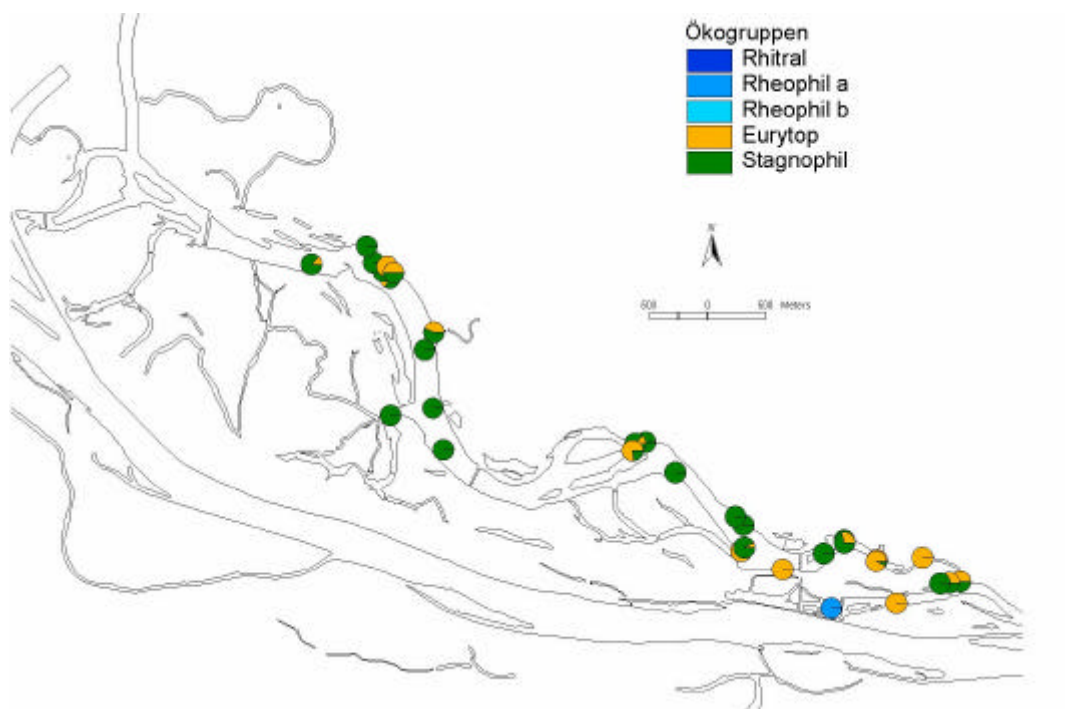 Ökogruppen
Rhitral
Rheophil a
Rheophil b
Eurytop
Stagnophil
N
600 0 600 Meters